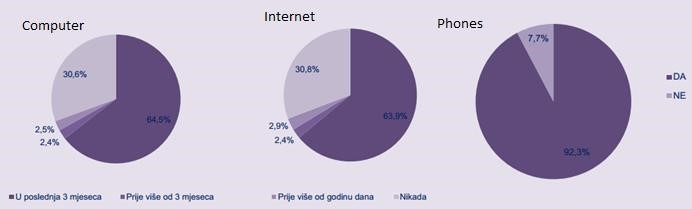 Computer
30,6%
64,5%
2,5%
2,4%
Internet
30,8%
63,9%
2,9%
2,4%
Phones
7,7%
92,3%
DA
NE
U poslednja 3 mjeseca
Prije više od 3 mjeseca
Prije više od godinu dana
Nikada